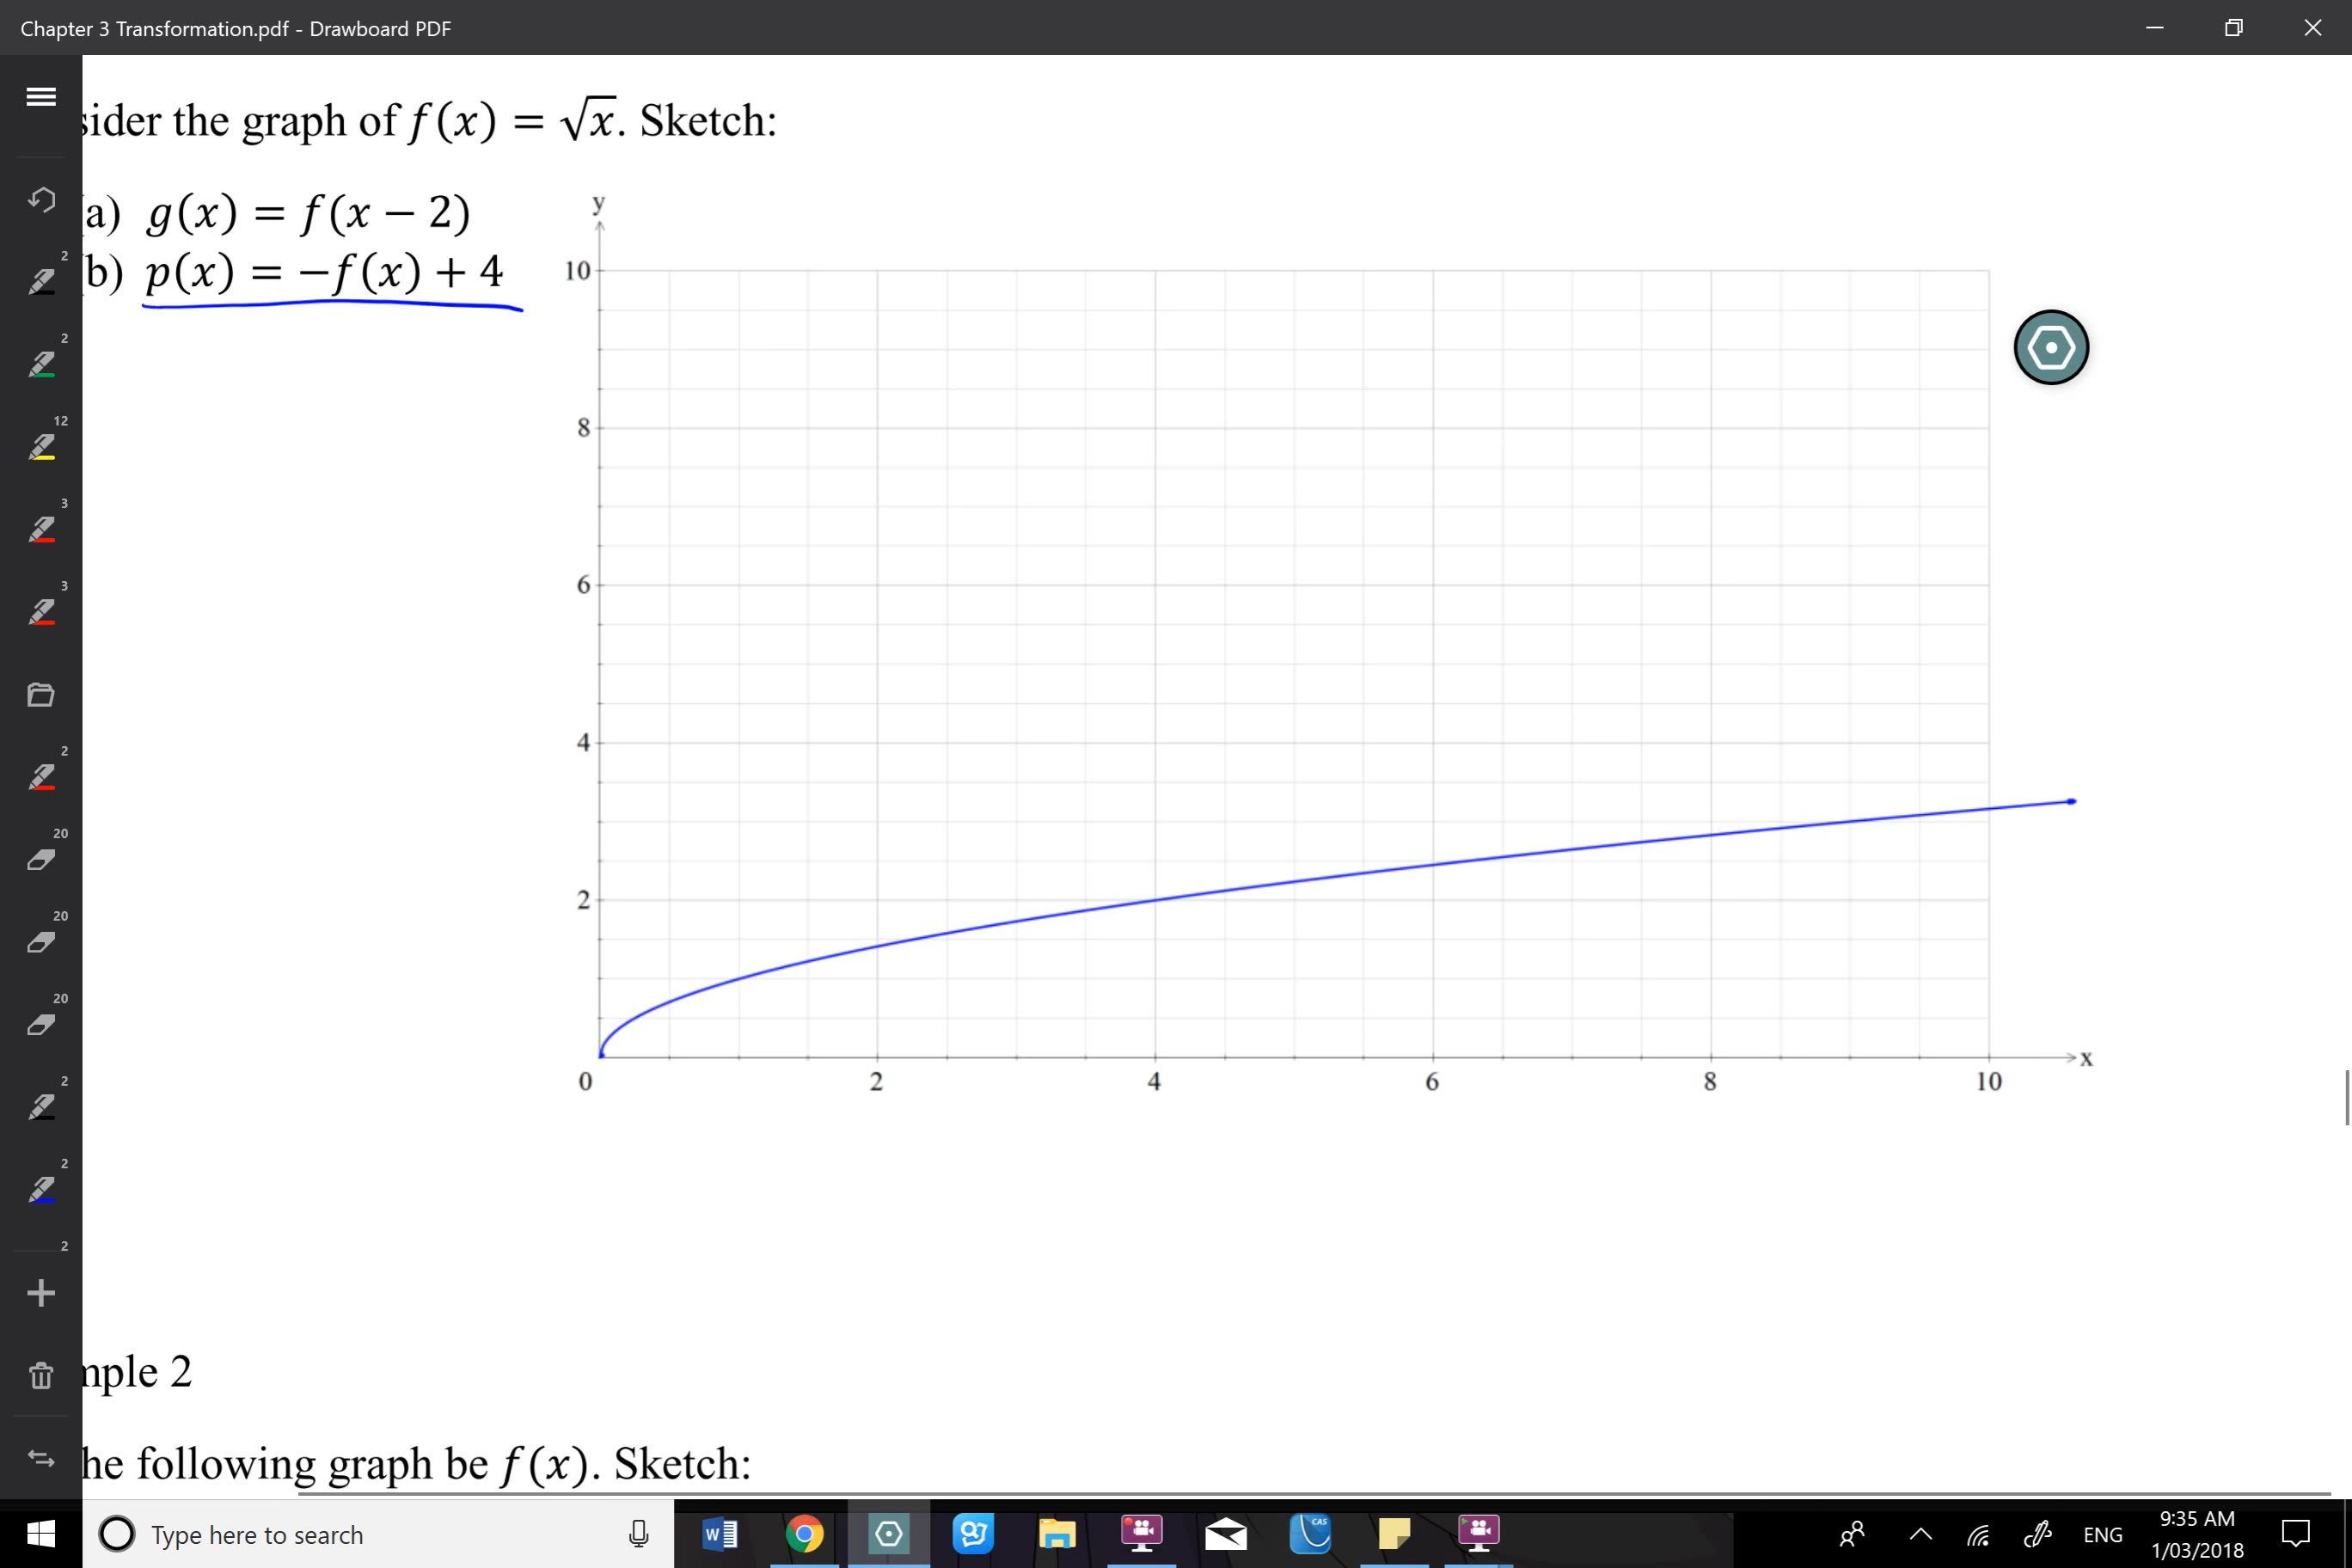 Chapter 3 Transformation.pdf - Drawboard PDF
sider the graph of f(x) = √x. Sketch:
a) g(x) = f(x − 2)
b) p(x) = −f(x) + 4
y
10
8
6
4
2
0 2 4 6 8 10
x
2
2
12
3
3
2
20
20
20
2
2
2
mple 2
he following graph be f(x). Sketch:
Type here to search
W
CAS
ENG
9:35 AM
1/03/2018